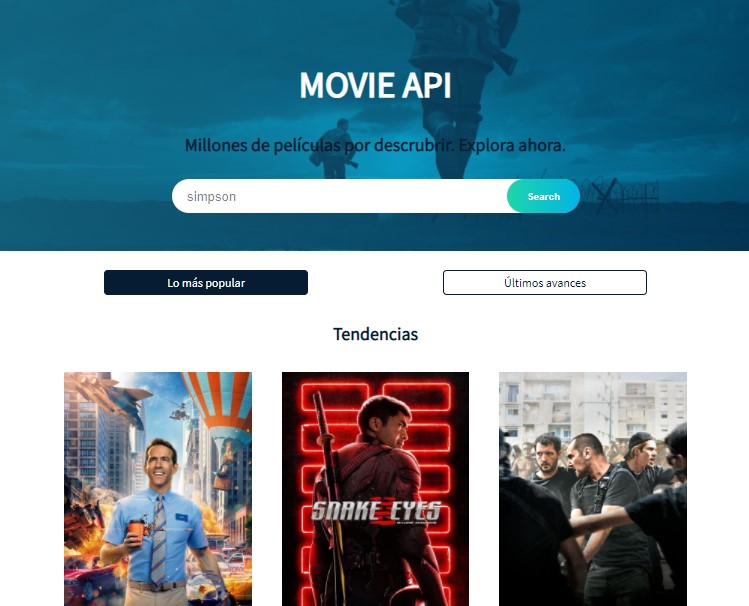 MOVIE API
Millones de películas por descrubrir. Explora ahora.
simpson
Search
Lo más popular
Últimos avances
Tendencias
SNAKE EYES